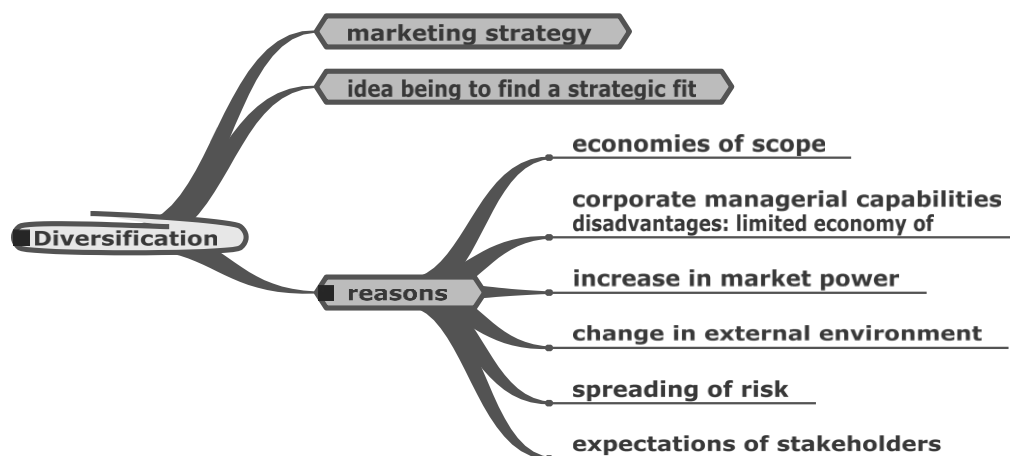 marketing strategy
idea being to find a strategic fit
economies of scope
corporate managerial capabilities
disadvantages: limited economy of
Diversification
increase in market power
reasons
change in external environment
spreading of risk
expectations of stakeholders